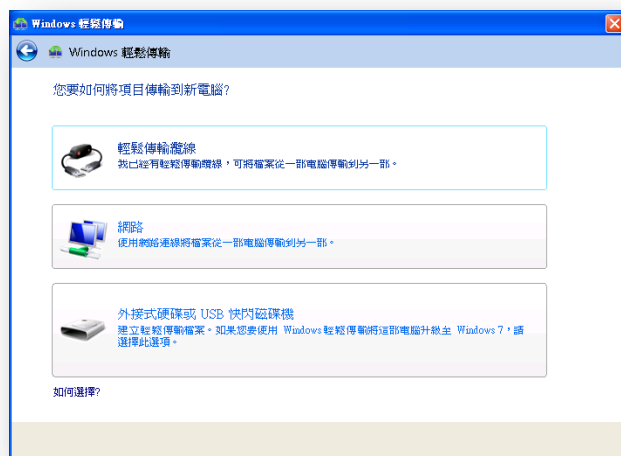 Windows 輕鬆傳輸
Windows 輕鬆傳輸
您要如何將項目傳輸到新電腦?
輕鬆傳輸纜線
我已經有輕鬆傳輸纜線，可將檔案從一部電腦傳輸到另一部。
網路
使用網路連線將檔案從一部電腦傳輸到另一部。
外接式硬碟或 USB 快閃磁碟機
建立輕鬆傳輸檔案。如果您要使用 Windows 輕鬆傳輸將這部電腦升級至 Windows 7，請
選擇此選項。
如何選擇?